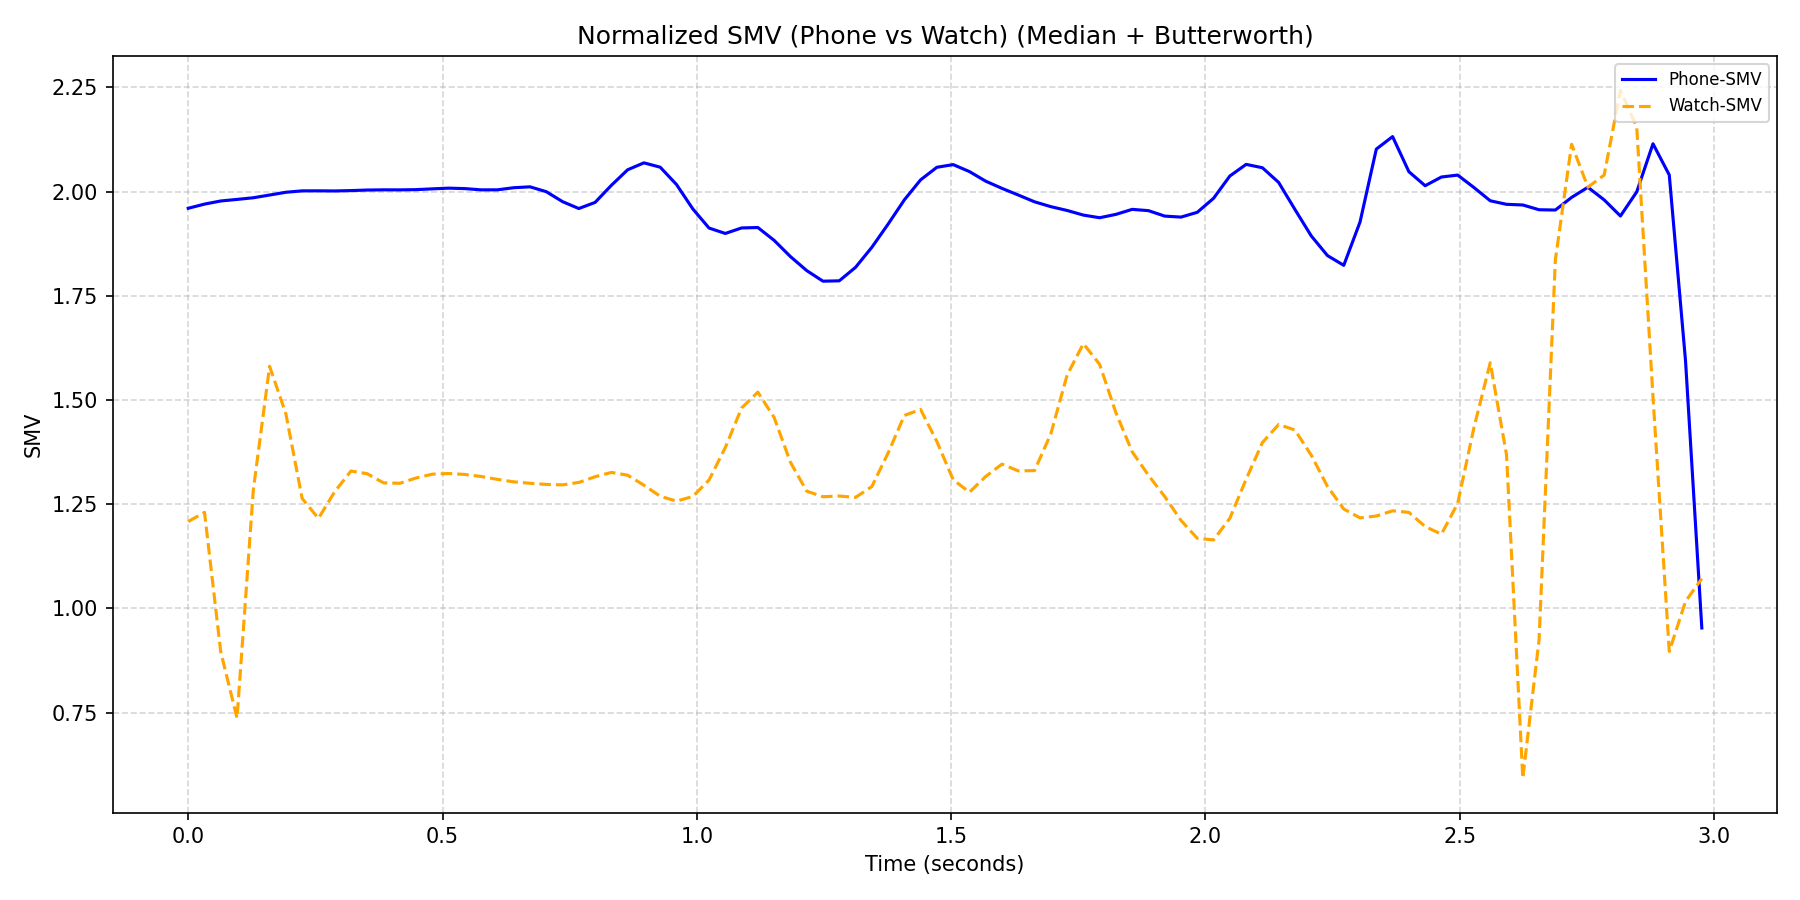 Normalized SMV (Phone vs Watch) (Median + Butterworth)
Phone-SMV
Watch-SMV
2.25
2.00
1.75
1.50
1.25
1.00
0.75
SMV
0.0 0.5 1.0 1.5 2.0 2.5 3.0
Time (seconds)